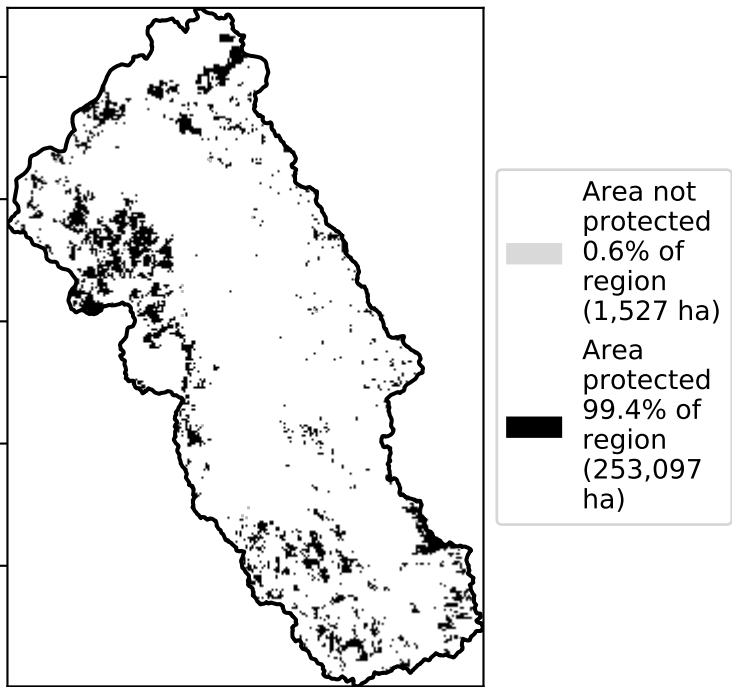 Area not
protected
0.6% of
region
(1,527 ha)
Area
protected
99.4% of
region
(253,097
ha)